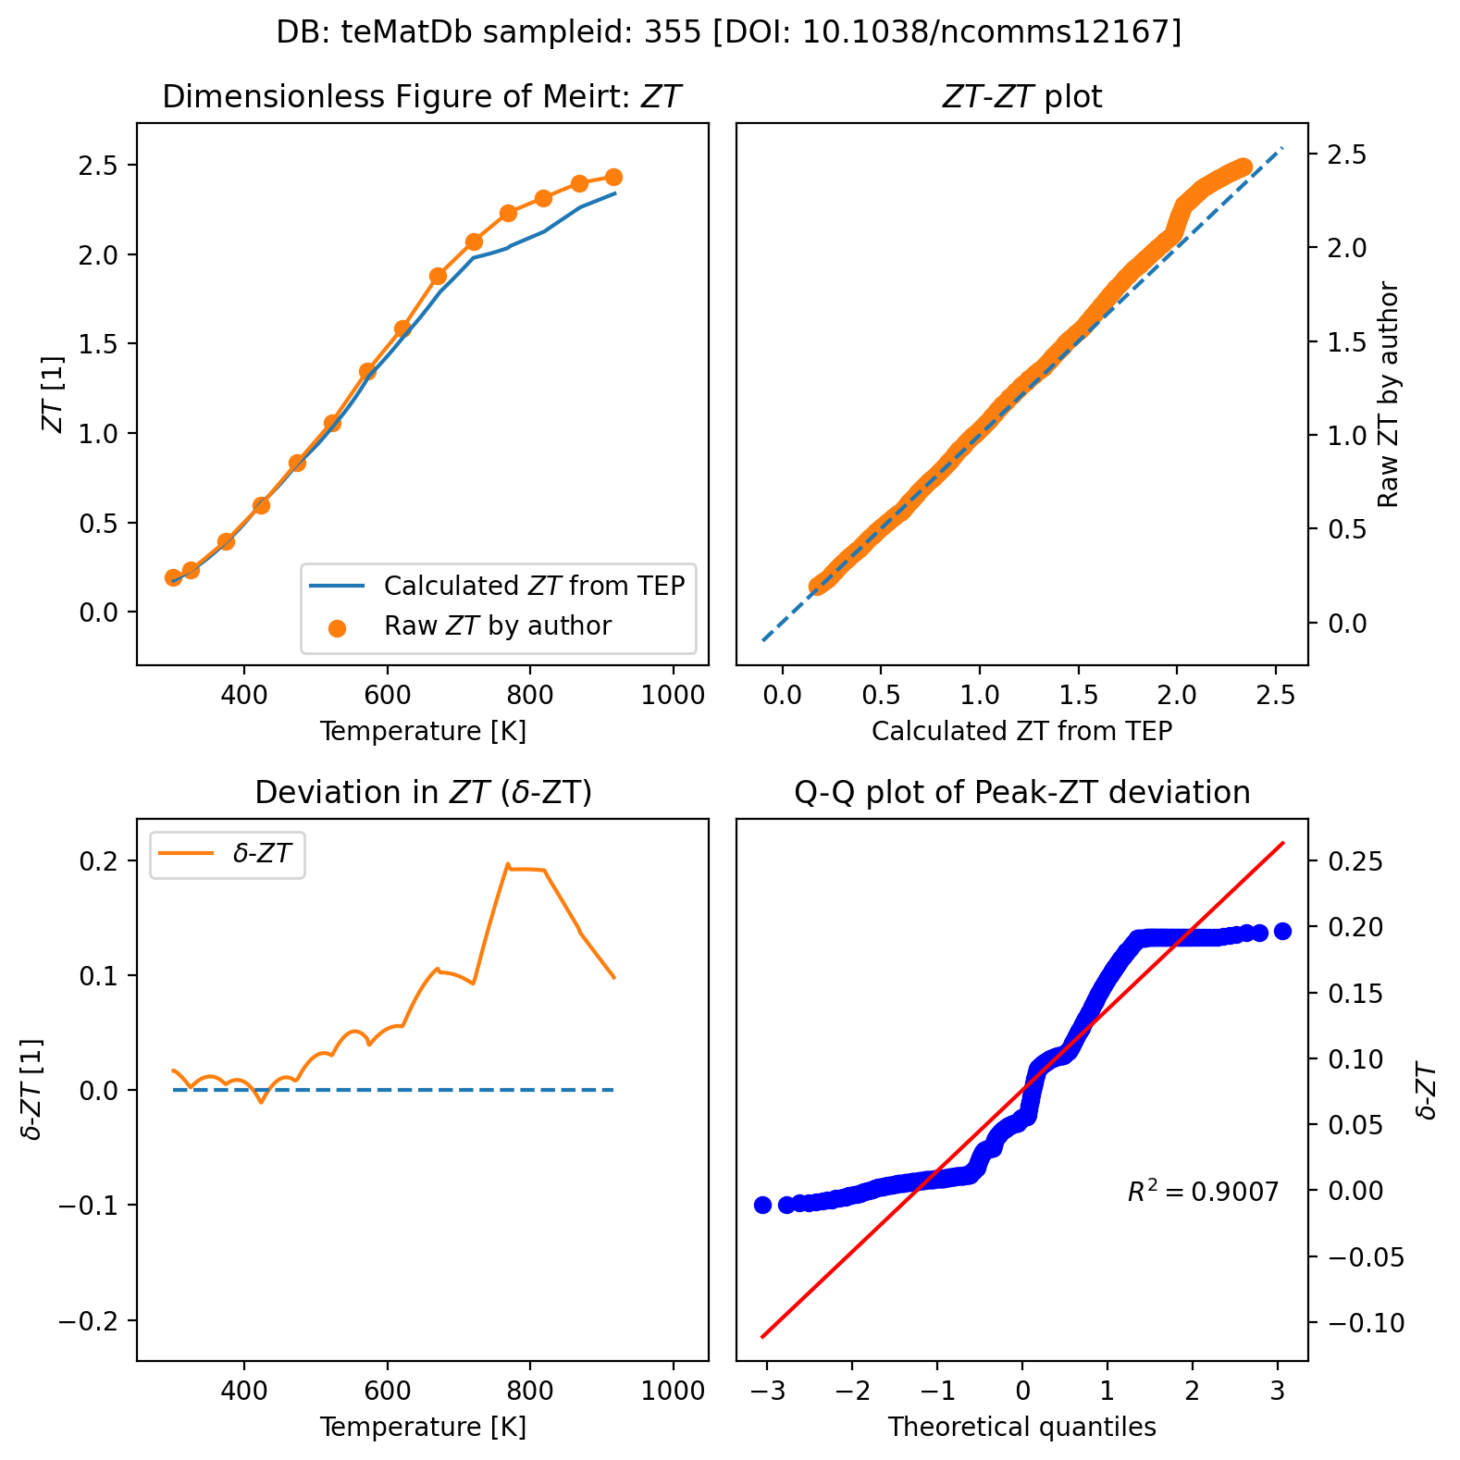 DB: teMatDb sampleid: 355 [DOI: 10.1038/ncomms12167]
Dimensionless Figure of Meirt: ZT
2.5
2.0
1.5
1.0
0.5
0.0
ZT [1]
Calculated ZT from TEP
Raw ZT by author
400 600 800 1000
Temperature [K]
ZT-ZT plot
2.5
2.0
1.5
1.0
0.5
0.0
Raw ZT by author
0.0 0.5 1.0 1.5 2.0 2.5
Calculated ZT from TEP
Deviation in ZT (δ-ZT)
δ-ZT
0.2
0.1
0.0
−0.1
−0.2
δ-ZT [1]
400 600 800 1000
Temperature [K]
Q-Q plot of Peak-ZT deviation
0.25
0.20
0.15
0.10
0.05
0.00
−0.05
−0.10
δ-ZT
R² = 0.9007
−3 −2 −1 0 1 2 3
Theoretical quantiles